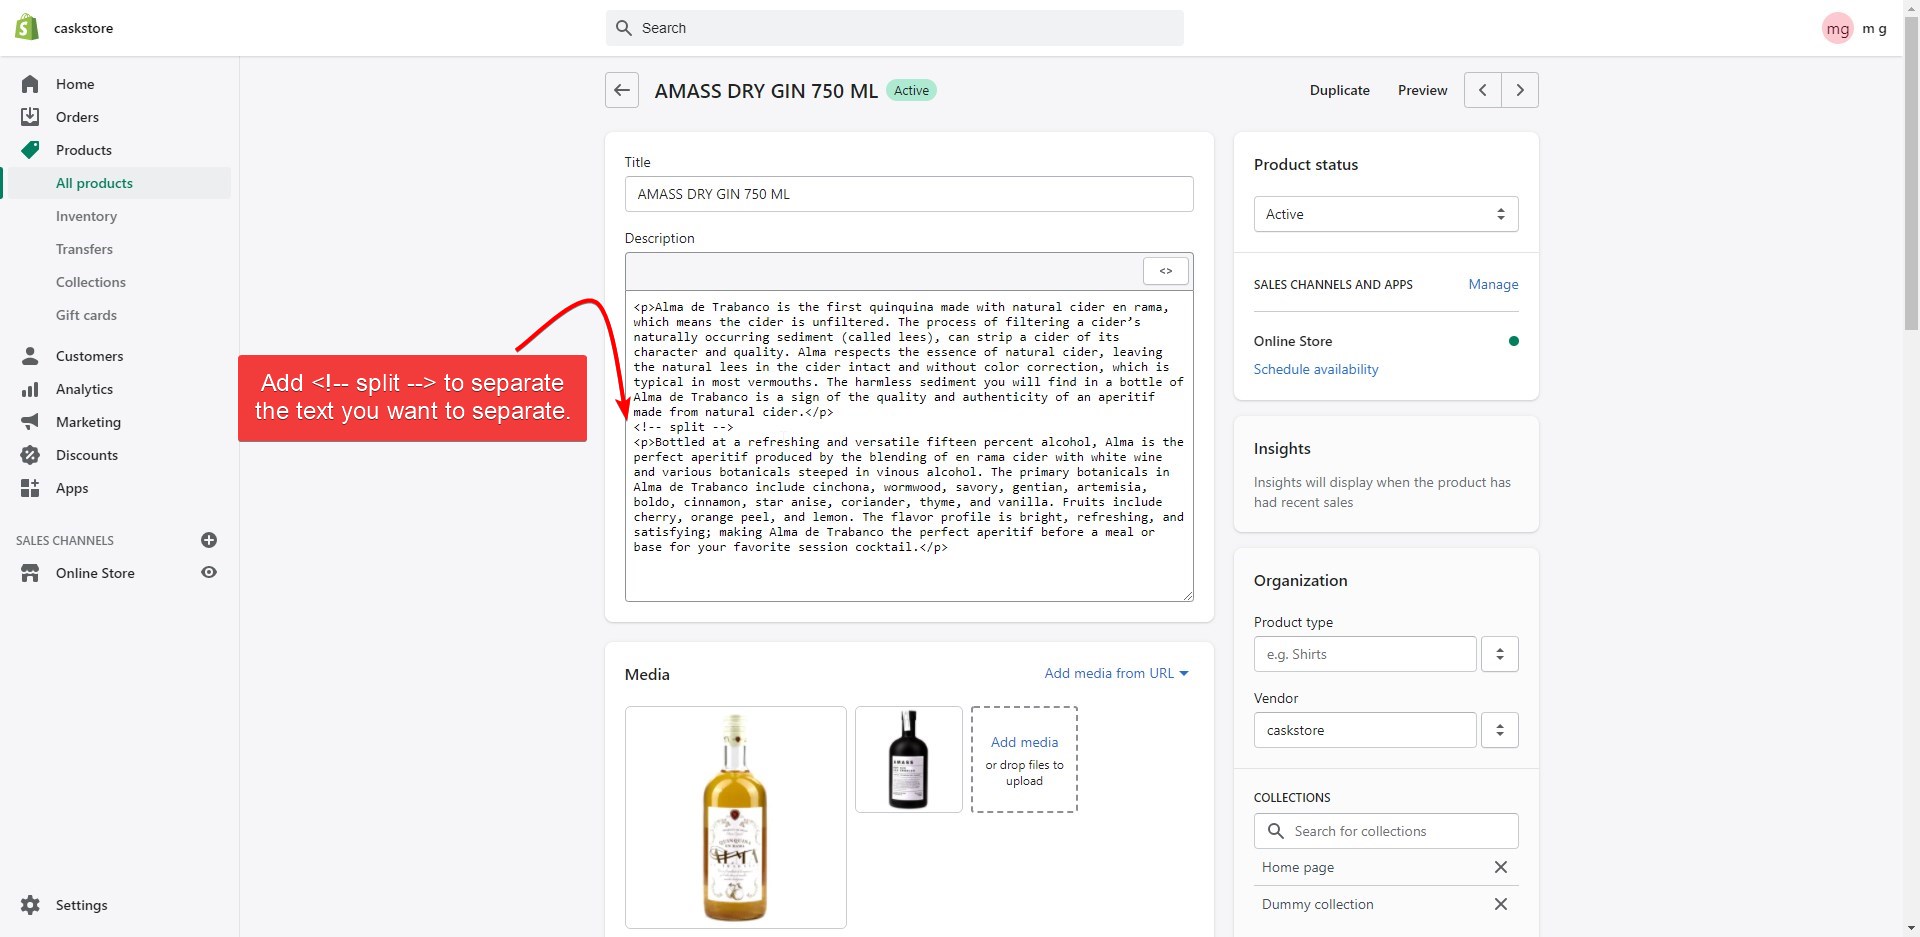 caskstore
Search
mg
m g
Home
Orders
Products
All products
Inventory
Transfers
Collections
Gift cards
Customers
Analytics
Marketing
Discounts
Apps
SALES CHANNELS
Online Store
Settings
AMASS DRY GIN 750 ML
Active
Duplicate
Preview
Title
AMASS DRY GIN 750 ML
Description
<>
<p>Alma de Trabanco is the first quinquina made with natural cider en rama,
which means the cider is unfiltered. The process of filtering a cider’s
naturally occurring sediment (called lees), can strip a cider of its
character and quality. Alma respects the essence of natural cider, leaving
the natural lees in the cider intact and without color correction, which is
typical in most vermouths. The harmless sediment you will find in a bottle of
Alma de Trabanco is a sign of the quality and authenticity of an aperitif
made from natural cider.</p>
<!-- split -->
<p>Bottled at a refreshing and versatile fifteen percent alcohol, Alma is the
perfect aperitif produced by the blending of en rama cider with white wine
and various botanicals steeped in vinous alcohol. The primary botanicals in
Alma de Trabanco include cinchona, wormwood, savory, gentian, artemisia,
boldo, cinnamon, star anise, coriander, thyme, and vanilla. Fruits include
cherry, orange peel, and lemon. The flavor profile is bright, refreshing, and
satisfying; making Alma de Trabanco the perfect aperitif before a meal or
base for your favorite session cocktail.</p>
Add <!-- split --> to separate
the text you want to separate.
Media
Add media from URL
ALMA
AMASS
Add media
or drop files to
upload
Product status
Active
SALES CHANNELS AND APPS
Manage
Online Store
Schedule availability
Insights
Insights will display when the product has
had recent sales
Organization
Product type
e.g. Shirts
Vendor
caskstore
COLLECTIONS
Search for collections
Home page
Dummy collection